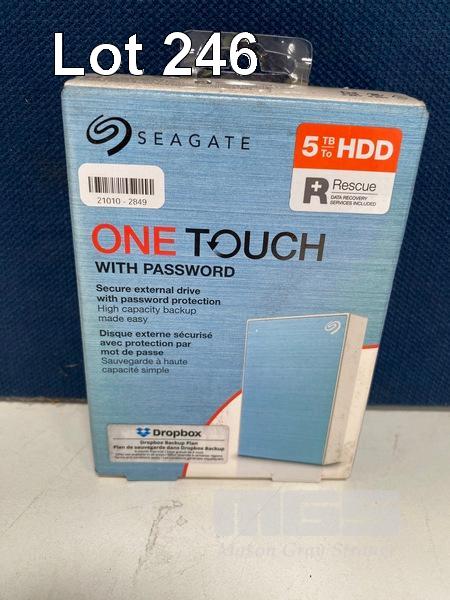 Lot 246
SEAGATE
5 TB To HDD
Rescue
DATA RECOVERY
SERVICES INCLUDED
21010 - 2849
ONE TOUCH
WITH PASSWORD
Secure external drive
with password protection
High capacity backup
made easy
Disque externe sécurisé
avec protection par
mot de passe
Sauvegarde à haute
capacité simple
Dropbox
Dropbox Backup Plan
Plan de sauvegarde dans Dropbox Backup
MGS
Mason Gray Strange